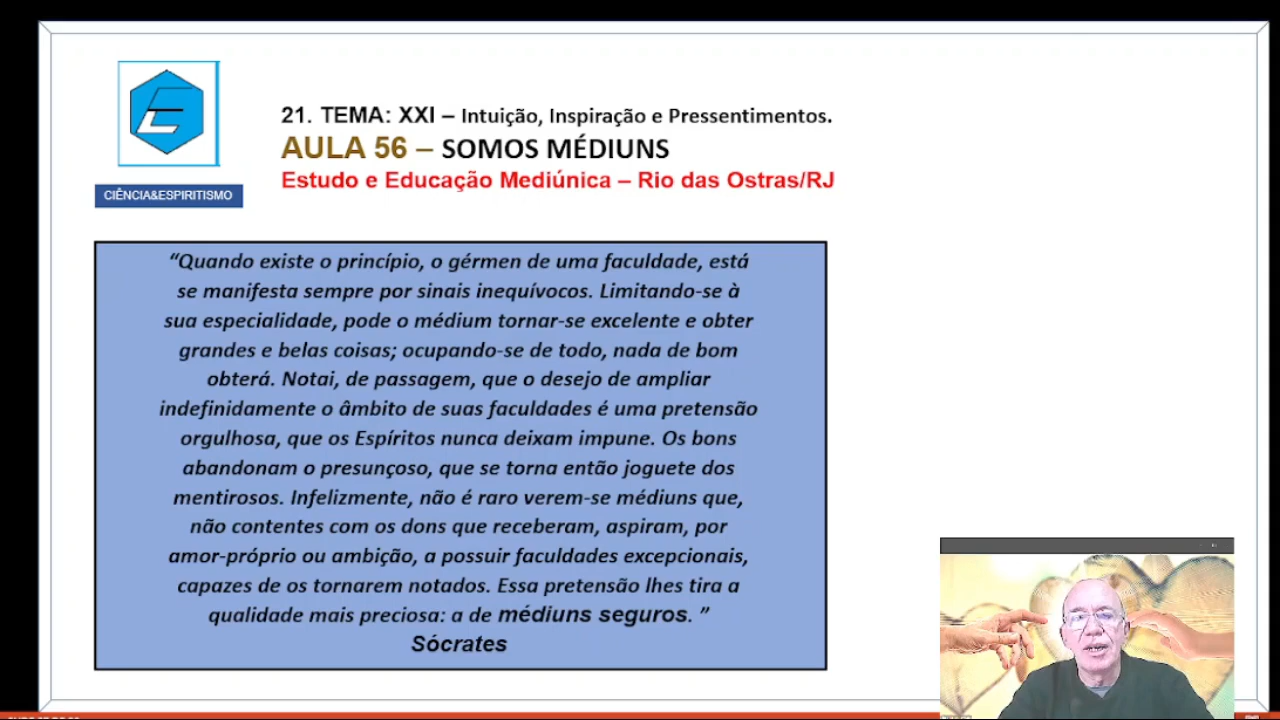 21. TEMA: XXI – Intuição, Inspiração e Pressentimentos.
AULA 56 – SOMOS MÉDIUNS
Estudo e Educação Mediúnica – Rio das Ostras/RJ
CIÊNCIA&ESPIRITISMO
“Quando existe o princípio, o gérmen de uma faculdade, está
se manifesta sempre por sinais inequívocos. Limitando-se à
sua especialidade, pode o médium tornar-se excelente e obter
grandes e belas coisas; ocupando-se de todo, nada de bom
obterá. Notai, de passagem, que o desejo de ampliar
indefinidamente o âmbito de suas faculdades é uma pretensão
orgulhosa, que os Espíritos nunca deixam impune. Os bons
abandonam o presunçoso, que se torna então joguete dos
mentirosos. Infelizmente, não é raro verem-se médiuns que,
não contentes com os dons que receberam, aspiram, por
amor-próprio ou ambição, a possuir faculdades excepcionais,
capazes de os tornarem notados. Essa pretensão lhes tira a
qualidade mais preciosa: a de médiuns seguros. ”
Sócrates